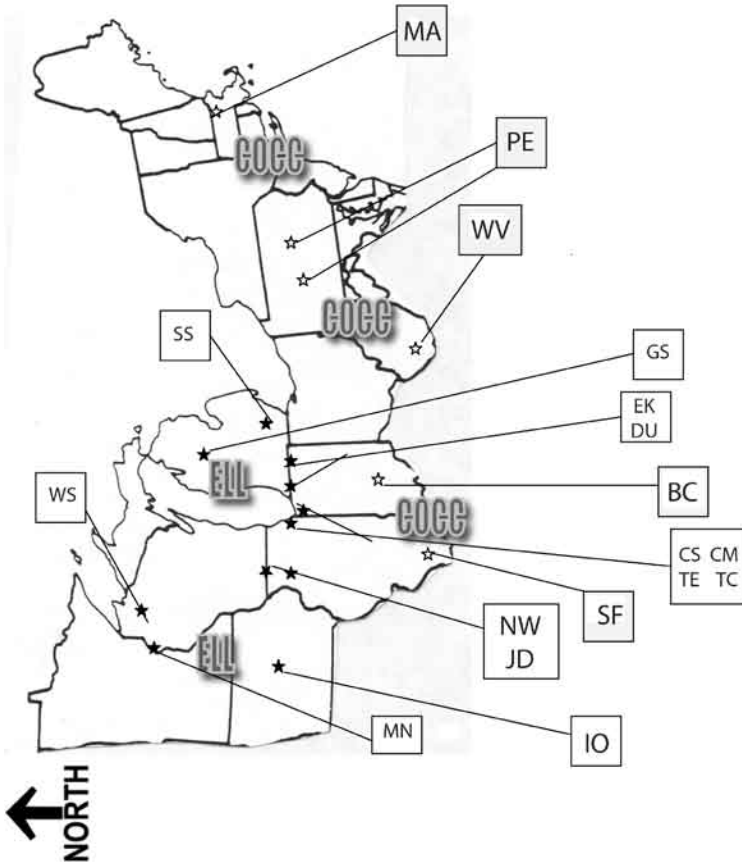 MA
COCC
PE
WV
COCC
SS
GS
EK
DU
ELL
WS
BC
COCC
CS CM
TE TC
SF
NW
JD
ELL
MN
IO
NORTH